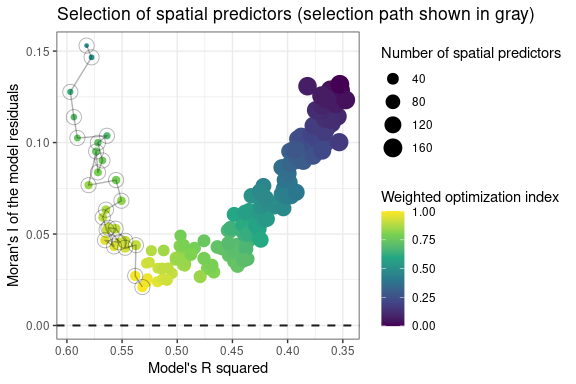 Selection of spatial predictors (selection path shown in gray)
Moran's I of the model residuals
0.15
0.10
0.05
0.00
0.60 0.55 0.50 0.45 0.40 0.35
Model's R squared
Number of spatial predictors
40
80
120
160
Weighted optimization index
1.00
0.75
0.50
0.25
0.00